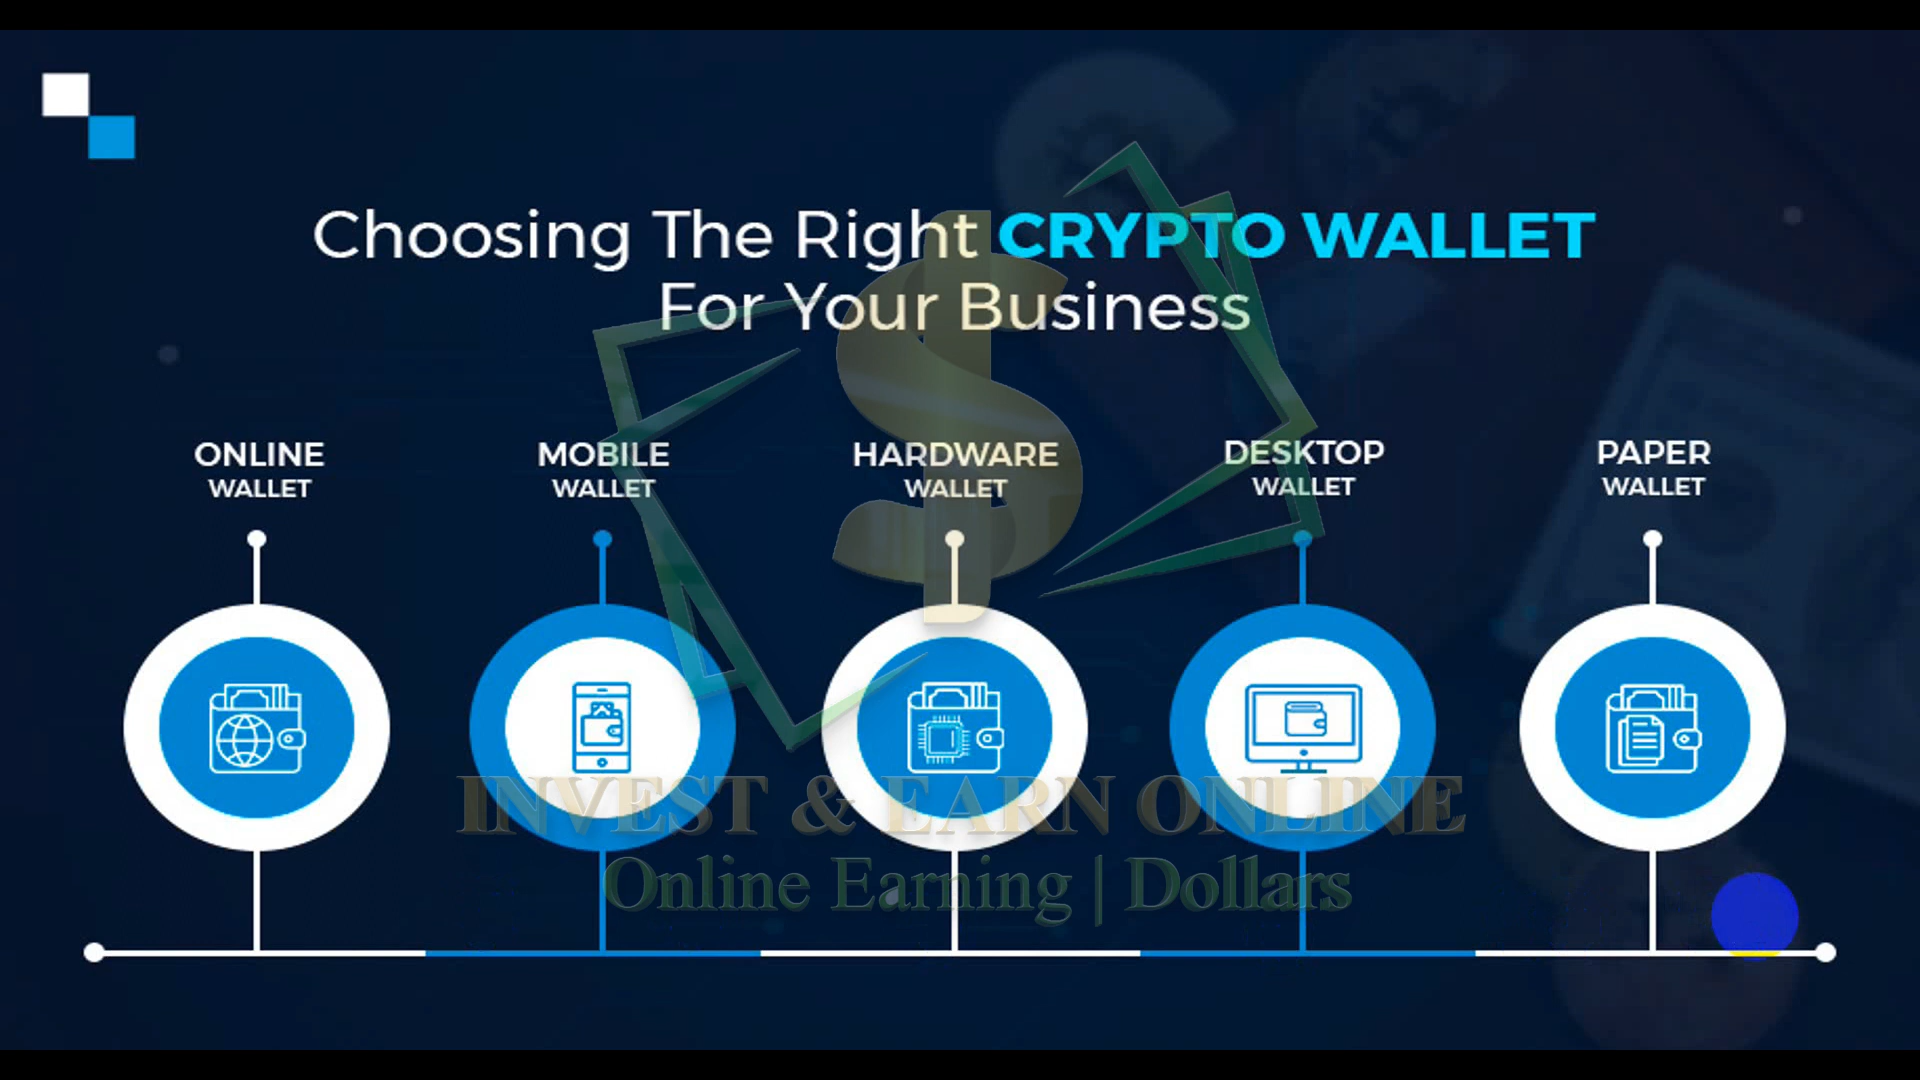 Choosing The Right CRYPTO WALLET
For Your Business
ONLINE
WALLET
MOBILE
WALLET
HARDWARE
WALLET
DESKTOP
WALLET
PAPER
WALLET
INVEST & EARN ONLINE
Online Earning | Dollars